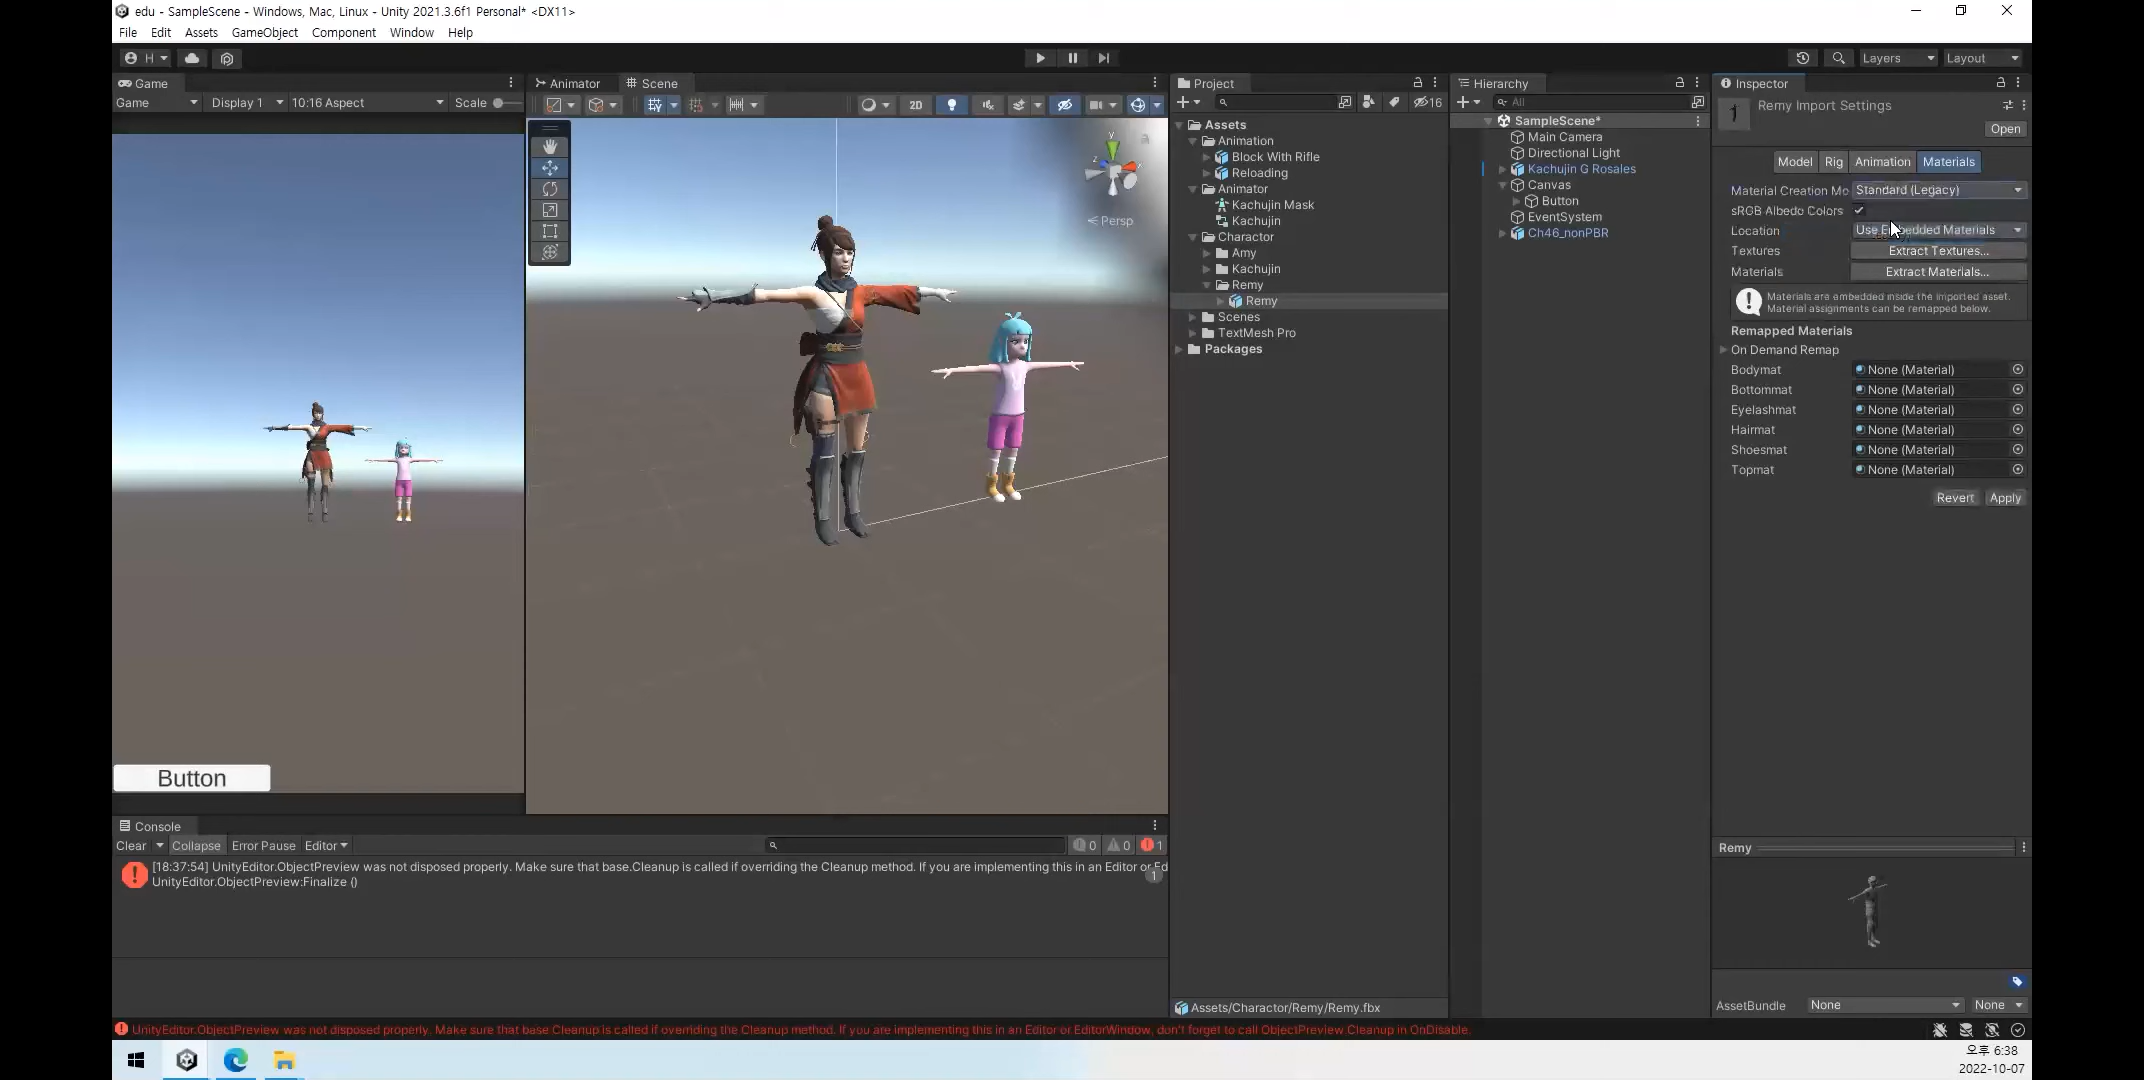 edu - SampleScene - Windows, Mac, Linux - Unity 2021.3.6f1 Personal* <DX11>
File Edit Assets GameObject Component Window Help
H Layers Layout
Game
Game Display 1 10:16 Aspect Scale
Button
Animator Scene
2D
y
x
z
Persp
Project
16
Assets
Animation
Block With Rifle
Reloading
Animator
Kachujin Mask
Kachujin
Charactor
Amy
Kachujin
Remy
Remy
Scenes
TextMesh Pro
Packages
Assets/Charactor/Remy/Remy.fbx
Hierarchy
All
SampleScene*
Main Camera
Directional Light
Kachujin G Rosales
Canvas
Button
EventSystem
Ch46_nonPBR
Inspector
Remy Import Settings
Open
Model Rig Animation Materials
Material Creation Mo Standard (Legacy)
sRGB Albedo Colors
Location Use Embedded Materials
Textures Extract Textures...
Materials Extract Materials...
Materials are embedded inside the imported asset.
Material assignments can be remapped below.
Remapped Materials
On Demand Remap
Bodymat None (Material)
Bottommat None (Material)
Eyelashmat None (Material)
Hairmat None (Material)
Shoesmat None (Material)
Topmat None (Material)
Revert Apply
Remy
AssetBundle None None
Console
Clear Collapse Error Pause Editor 0 0 1
[18:37:54] UnityEditor.ObjectPreview was not disposed properly. Make sure that base.Cleanup is called if overriding the Cleanup method. If you are implementing this in an Editor or Ed
UnityEditor.ObjectPreview:Finalize ()
1
UnityEditor.ObjectPreview was not disposed properly. Make sure that base.Cleanup is called if overriding the Cleanup method. If you are implementing this in an Editor or EditorWindow, don't forget to call ObjectPreview.Cleanup in OnDisable.
오후 6:38
2022-10-07